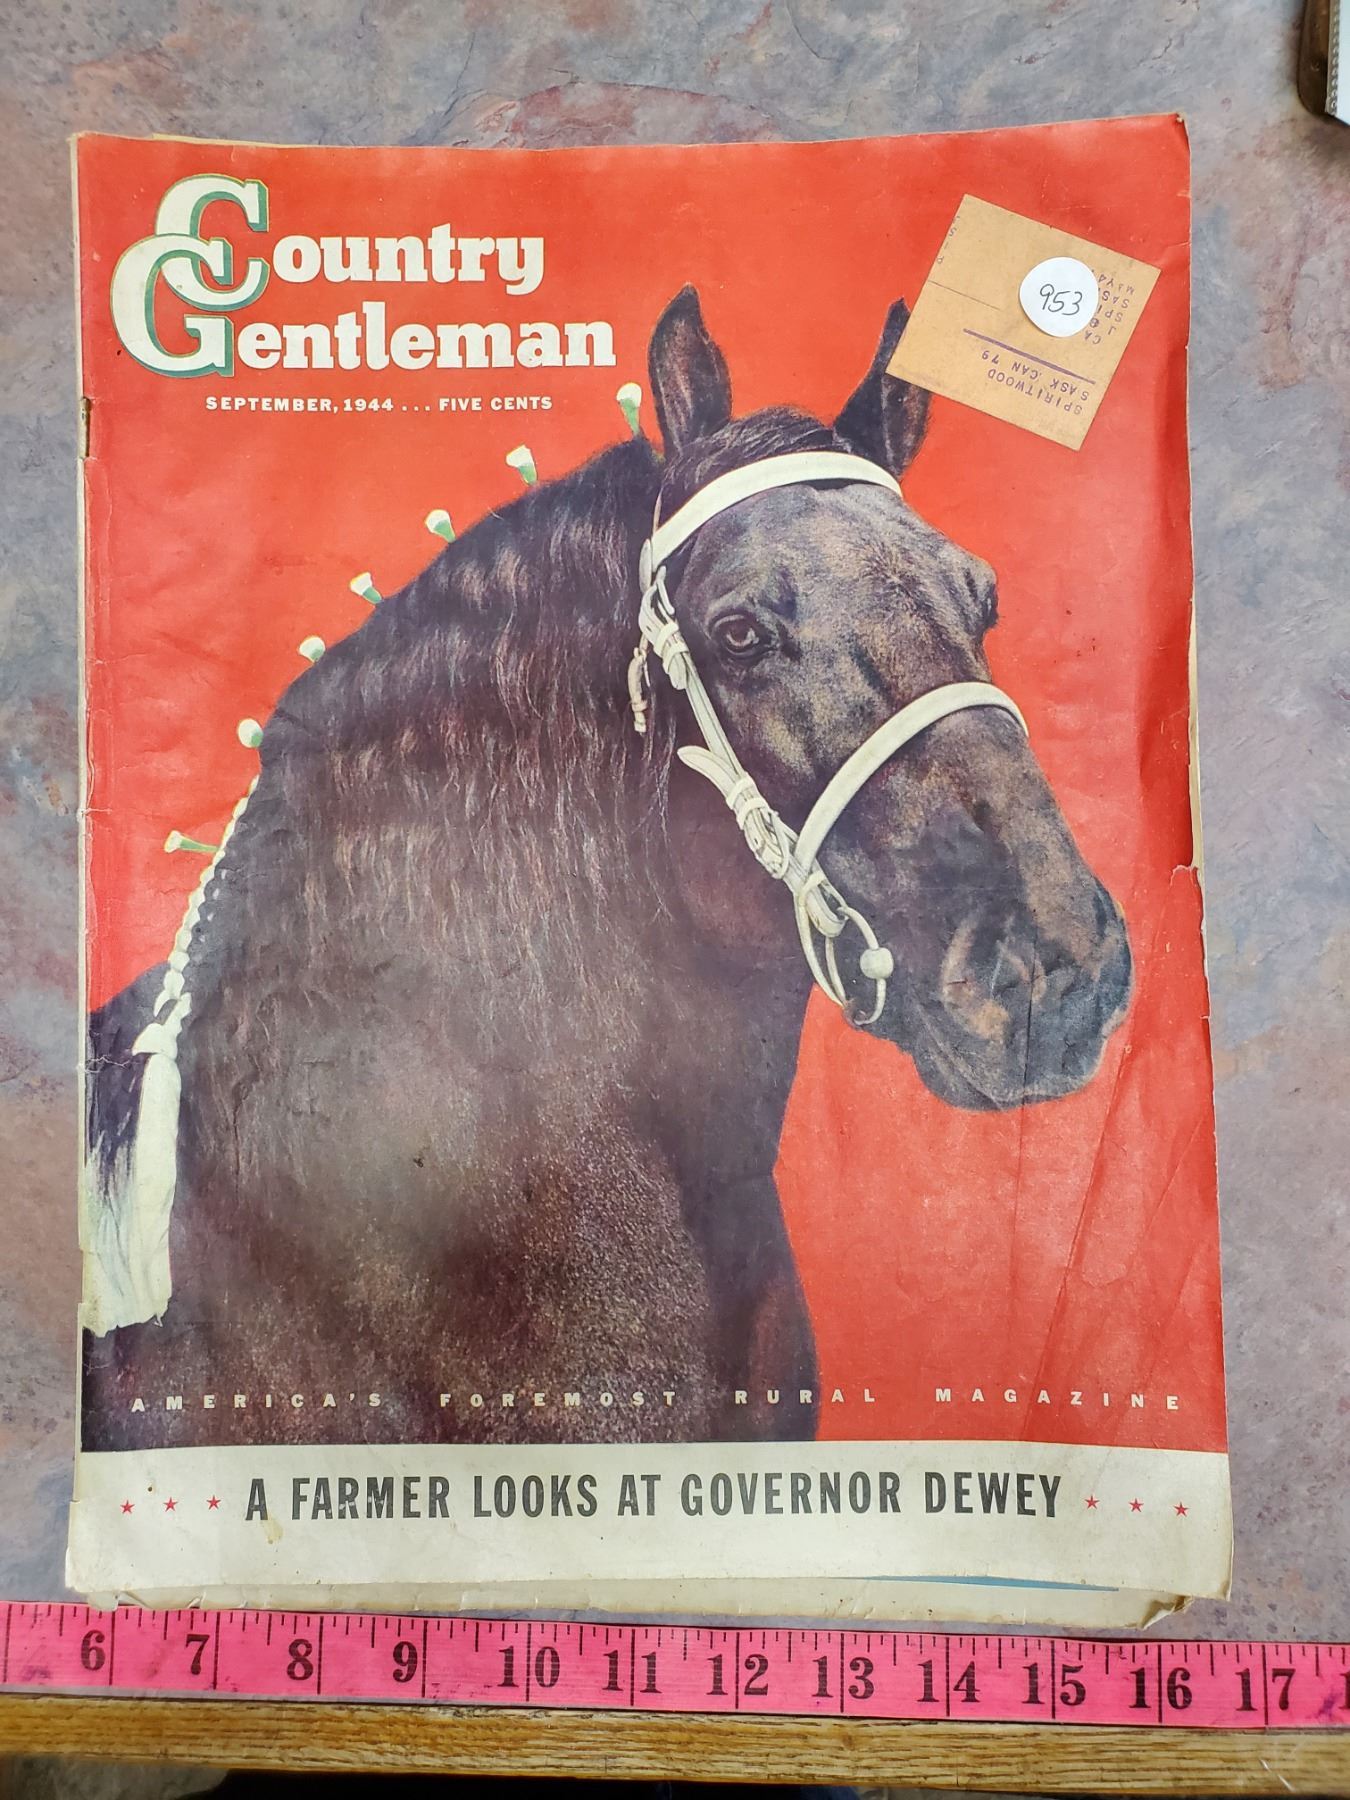 Country
Gentleman
SEPTEMBER, 1944 . . . FIVE CENTS
953
SPIRITWOOD
SASK CAN 79
AMERICA'S FOREMOST RURAL MAGAZINE
★ ★ ★ A FARMER LOOKS AT GOVERNOR DEWEY ★ ★ ★
6 7 8 9 10 11 12 13 14 15 16 17